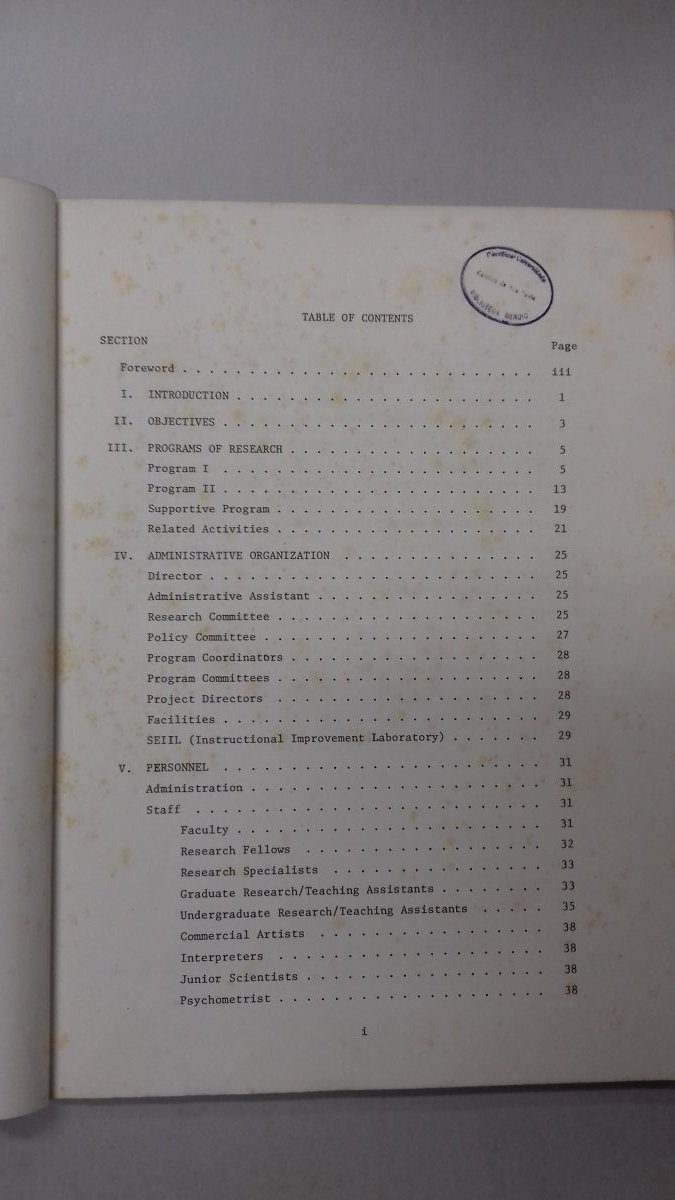 Pontificia Universidade
BIBLIOTECA
TABLE OF CONTENTS
SECTION
Page
Foreword . . . . . . . . . . . . . . . . . . . . . . . . . . iii
I. INTRODUCTION . . . . . . . . . . . . . . . . . . . . . . 1
II. OBJECTIVES . . . . . . . . . . . . . . . . . . . . . . . 3
III. PROGRAMS OF RESEARCH . . . . . . . . . . . . . . . . . . 5
Program I . . . . . . . . . . . . . . . . . . . . . . . 5
Program II . . . . . . . . . . . . . . . . . . . . . . . 13
Supportive Program . . . . . . . . . . . . . . . . . . . 19
Related Activities . . . . . . . . . . . . . . . . . . . 21
IV. ADMINISTRATIVE ORGANIZATION . . . . . . . . . . . . . . 25
Director . . . . . . . . . . . . . . . . . . . . . . . . 25
Administrative Assistant . . . . . . . . . . . . . . . . 25
Research Committee . . . . . . . . . . . . . . . . . . . 25
Policy Committee . . . . . . . . . . . . . . . . . . . . 27
Program Coordinators . . . . . . . . . . . . . . . . . . 28
Program Committees . . . . . . . . . . . . . . . . . . . 28
Project Directors . . . . . . . . . . . . . . . . . . . 28
Facilities . . . . . . . . . . . . . . . . . . . . . . . 29
SEIIL (Instructional Improvement Laboratory) . . . . . . . 29
V. PERSONNEL . . . . . . . . . . . . . . . . . . . . . . . 31
Administration . . . . . . . . . . . . . . . . . . . . . 31
Staff . . . . . . . . . . . . . . . . . . . . . . . . . 31
Faculty . . . . . . . . . . . . . . . . . . . . . . . 31
Research Fellows . . . . . . . . . . . . . . . . . . 32
Research Specialists . . . . . . . . . . . . . . . . 33
Graduate Research/Teaching Assistants . . . . . . . . 33
Undergraduate Research/Teaching Assistants . . . . . 35
Commercial Artists . . . . . . . . . . . . . . . . . 38
Interpreters . . . . . . . . . . . . . . . . . . . . 38
Junior Scientists . . . . . . . . . . . . . . . . . . 38
Psychometrist . . . . . . . . . . . . . . . . . . . . 38
i